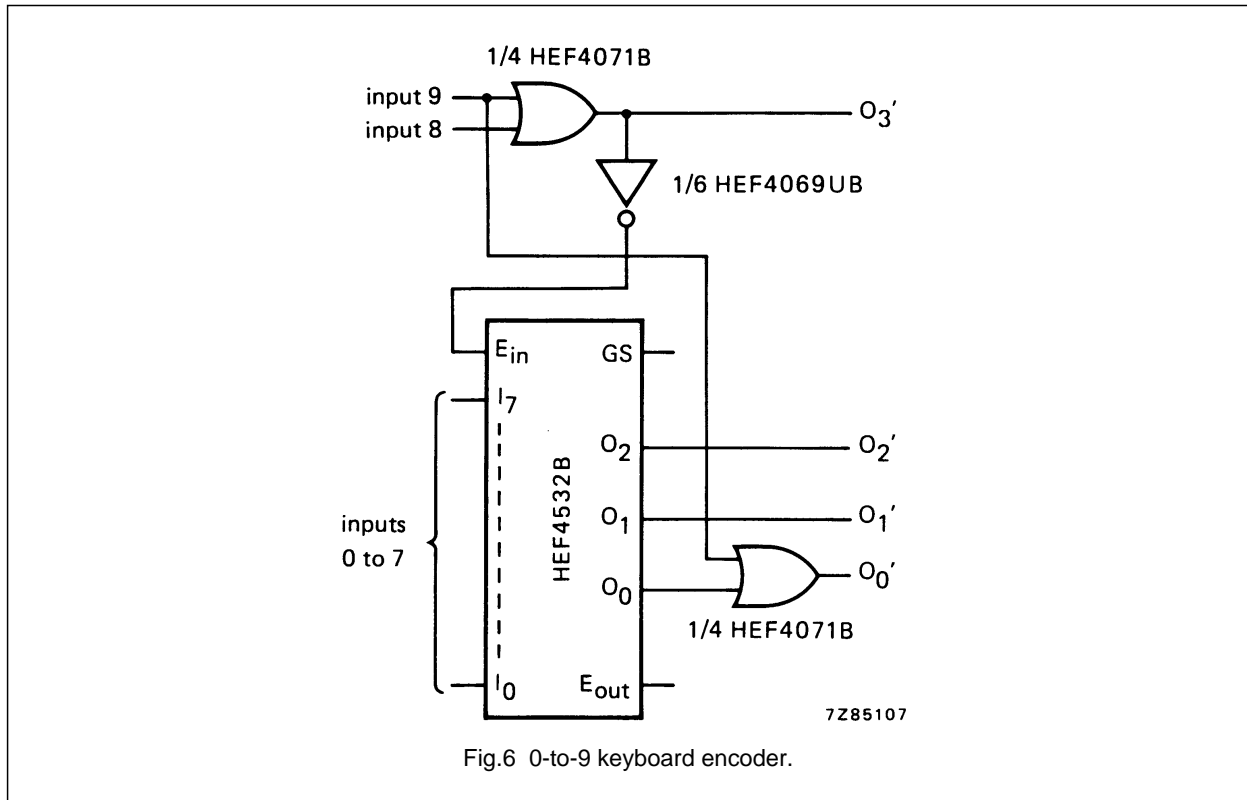 1/4 HEF4071B
input 9
input 8
O3'
1/6 HEF4069UB
Ein
GS
I7
O2
O2'
HEF4532B
O1
O1'
inputs
0 to 7
O0'
O0
1/4 HEF4071B
I0
Eout
7Z85107
Fig.6 0-to-9 keyboard encoder.